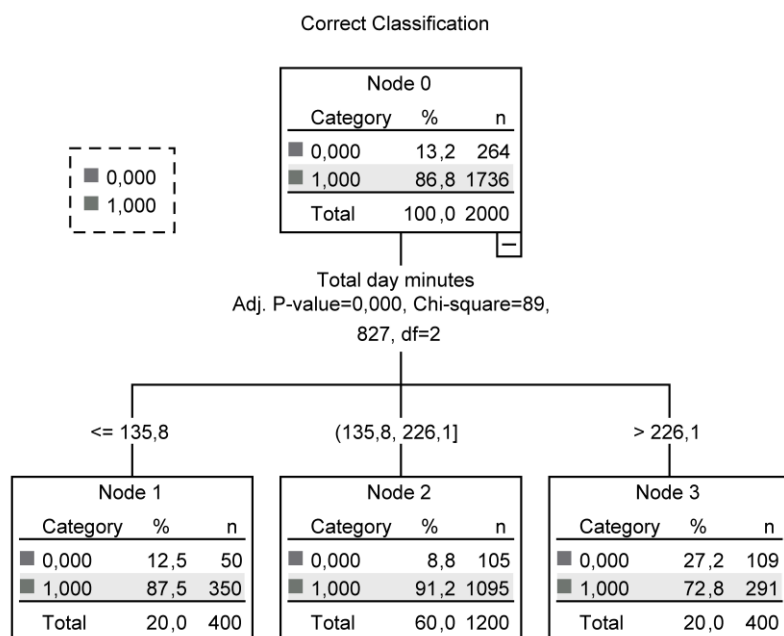 Correct Classification
Node 0
Category % n
0,000 13,2 264
1,000 86,8 1736
Total 100,0 2000
0,000
1,000
Total day minutes
Adj. P-value=0,000, Chi-square=89,
827, df=2
<= 135,8
(135,8, 226,1]
> 226,1
Node 1
Category % n
0,000 12,5 50
1,000 87,5 350
Total 20,0 400
Node 2
Category % n
0,000 8,8 105
1,000 91,2 1095
Total 60,0 1200
Node 3
Category % n
0,000 27,2 109
1,000 72,8 291
Total 20,0 400